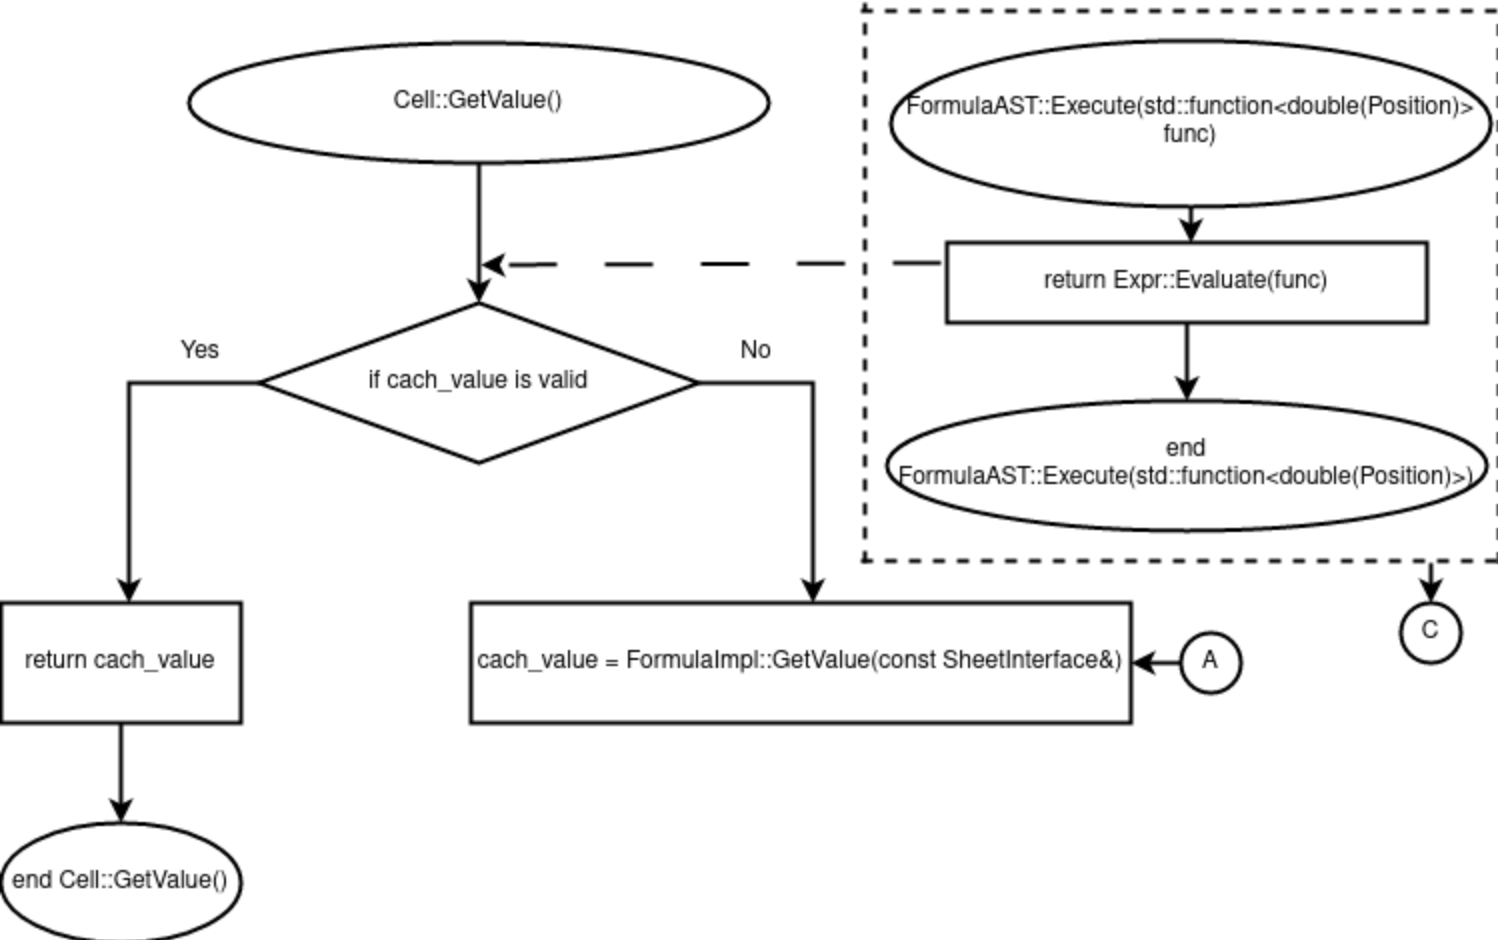 Cell::GetValue()
FormulaAST::Execute(std::function<double(Position)>
func)
return Expr::Evaluate(func)
Yes
No
if cach_value is valid
end
FormulaAST::Execute(std::function<double(Position)>)
return cach_value
cach_value = FormulaImpl::GetValue(const SheetInterface&)
A
C
end Cell::GetValue()